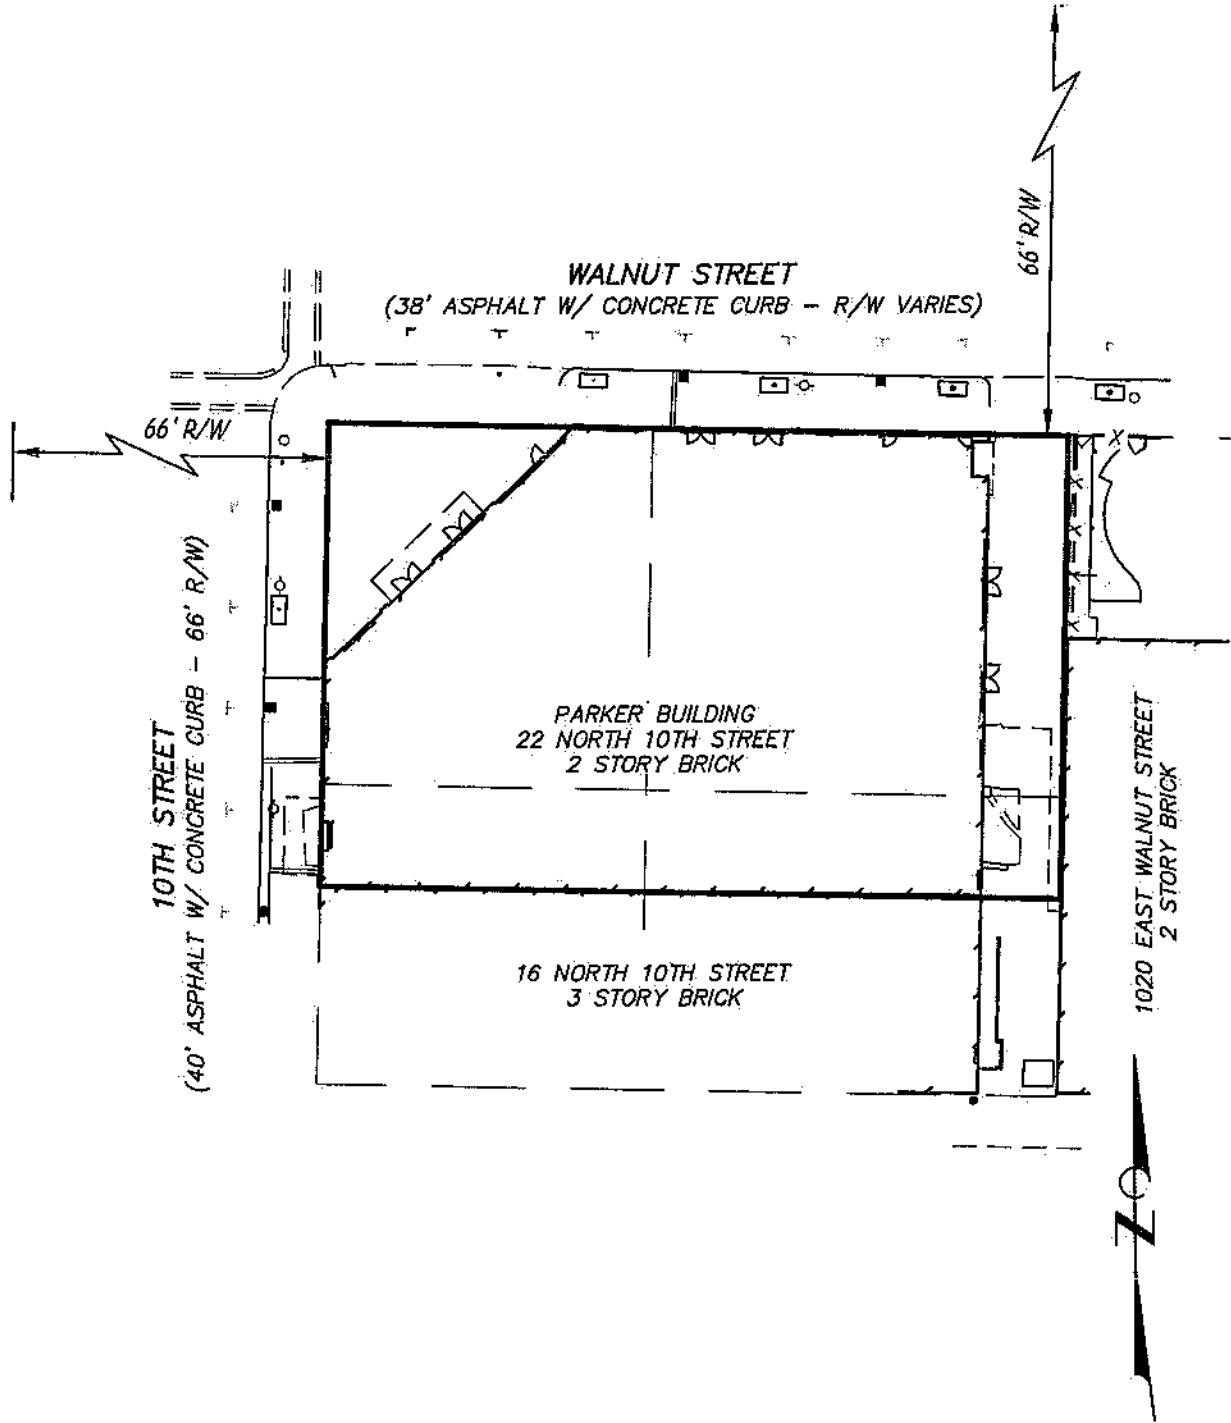 66' R/W
WALNUT STREET
(38' ASPHALT W/ CONCRETE CURB - R/W VARIES)
66' R/W
10TH STREET
(40' ASPHALT W/ CONCRETE CURB - 66' R/W)
PARKER BUILDING
22 NORTH 10TH STREET
2 STORY BRICK
16 NORTH 10TH STREET
3 STORY BRICK
1020 EAST WALNUT STREET
2 STORY BRICK
N